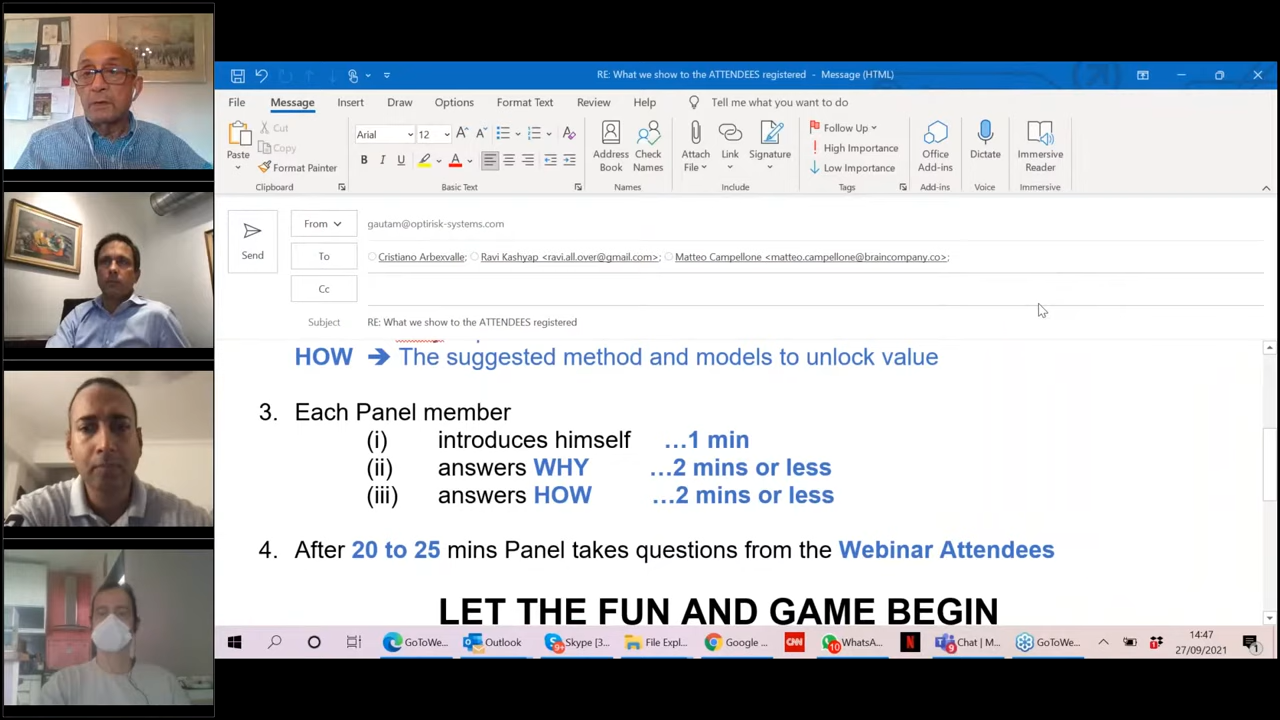 RE: What we show to the ATTENDEES registered - Message (HTML)
File Message Insert Draw Options Format Text Review Help Tell me what you want to do
Paste
Cut
Copy
Format Painter
Clipboard
Arial 12
B I U
Basic Text
Address Book
Check Names
Names
Attach File
Link
Signature
Include
Follow Up
High Importance
Low Importance
Tags
Office Add-ins
Add-ins
Dictate
Voice
Immersive Reader
Immersive
Send
From gautam@optirisk-systems.com
To Cristiano Arbexvalle; Ravi Kashyap <ravi.all.over@gmail.com>; Matteo Campellone <matteo.campellone@braincompany.co>;
Cc
Subject RE: What we show to the ATTENDEES registered
HOW ➔ The suggested method and models to unlock value
3. Each Panel member
(i) introduces himself …1 min
(ii) answers WHY …2 mins or less
(iii) answers HOW …2 mins or less
4. After 20 to 25 mins Panel takes questions from the Webinar Attendees
LET THE FUN AND GAME BEGIN
GoToWe... Outlook Skype [3... File Expl... Google ... CNN WhatsA... 10 N Chat | M... GoToWe... 14:47
27/09/2021